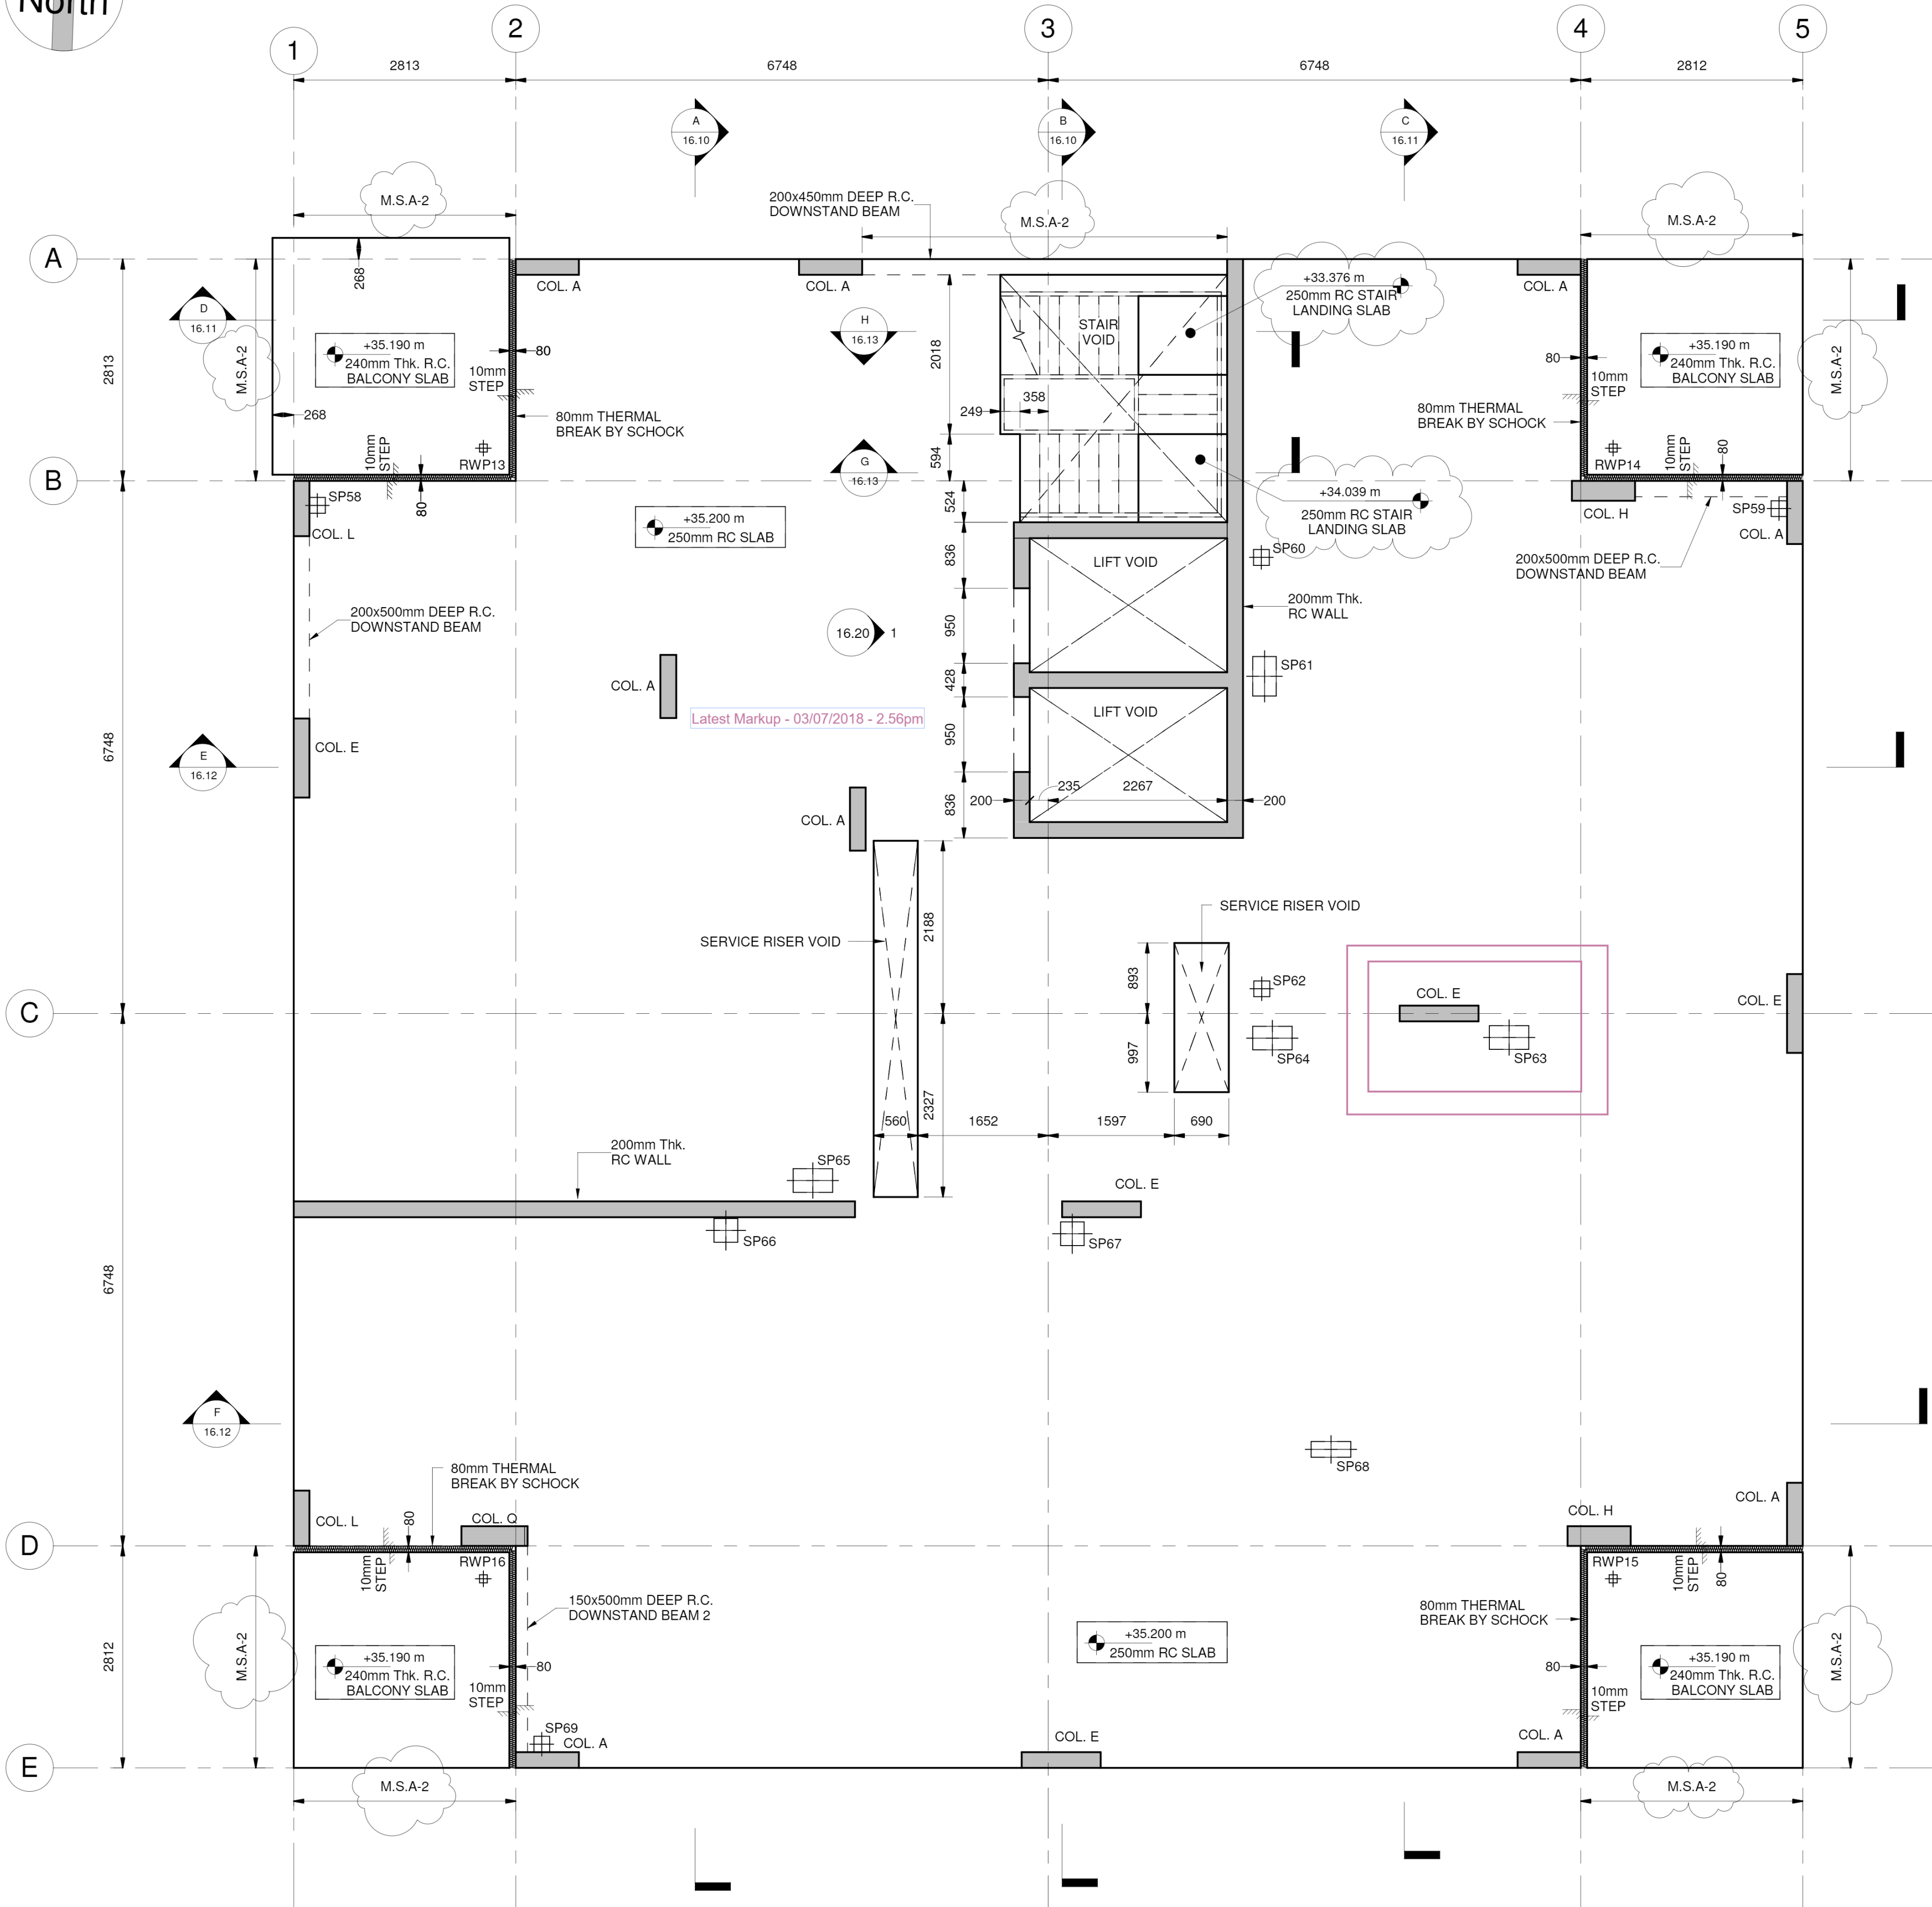 North
1
2
3
4
5
2813
6748
6748
2812
A
16.10
B
16.10
C
16.11
M.S.A-2
200x450mm DEEP R.C.
DOWNSTAND BEAM
M.S.A-2
M.S.A-2
A
268
COL. A
COL. A
+33.376 m
250mm RC STAIR
LANDING SLAB
COL. A
D
16.11
M.S.A-2
2813
+35.190 m
240mm Thk. R.C.
BALCONY SLAB
80
10mm
STEP
268
80mm THERMAL
BREAK BY SCHOCK
H
16.13
2018
STAIR
VOID
358
249
80
10mm
STEP
+35.190 m
240mm Thk. R.C.
BALCONY SLAB
M.S.A-2
80mm THERMAL
BREAK BY SCHOCK
10mm
STEP
RWP13
G
16.13
594
RWP14
10mm
STEP
80
B
SP58
80
COL. L
+35.200 m
250mm RC SLAB
524
+34.039 m
250mm RC STAIR
LANDING SLAB
COL. H
SP59
COL. A
836
LIFT VOID
SP60
200x500mm DEEP R.C.
DOWNSTAND BEAM
200x500mm DEEP R.C.
DOWNSTAND BEAM
16.20
1
950
200mm Thk.
RC WALL
COL. A
428
SP61
Latest Markup - 03/07/2018 - 2.56pm
LIFT VOID
950
6748
E
16.12
COL. E
COL. A
836
200
235
2267
200
SERVICE RISER VOID
2188
SERVICE RISER VOID
893
SP62
COL. E
COL. E
C
997
SP64
SP63
2327
560
1652
1597
690
200mm Thk.
RC WALL
SP65
COL. E
SP66
SP67
6748
F
16.12
SP68
80mm THERMAL
BREAK BY SCHOCK
COL. L
80
COL. Q
COL. H
COL. A
D
10mm
STEP
RWP16
RWP15
10mm
STEP
80
150x500mm DEEP R.C.
DOWNSTAND BEAM 2
80mm THERMAL
BREAK BY SCHOCK
2812
M.S.A-2
+35.190 m
240mm Thk. R.C.
BALCONY SLAB
80
10mm
STEP
+35.200 m
250mm RC SLAB
80
10mm
STEP
+35.190 m
240mm Thk. R.C.
BALCONY SLAB
M.S.A-2
SP69
COL. A
COL. E
COL. A
E
M.S.A-2
M.S.A-2